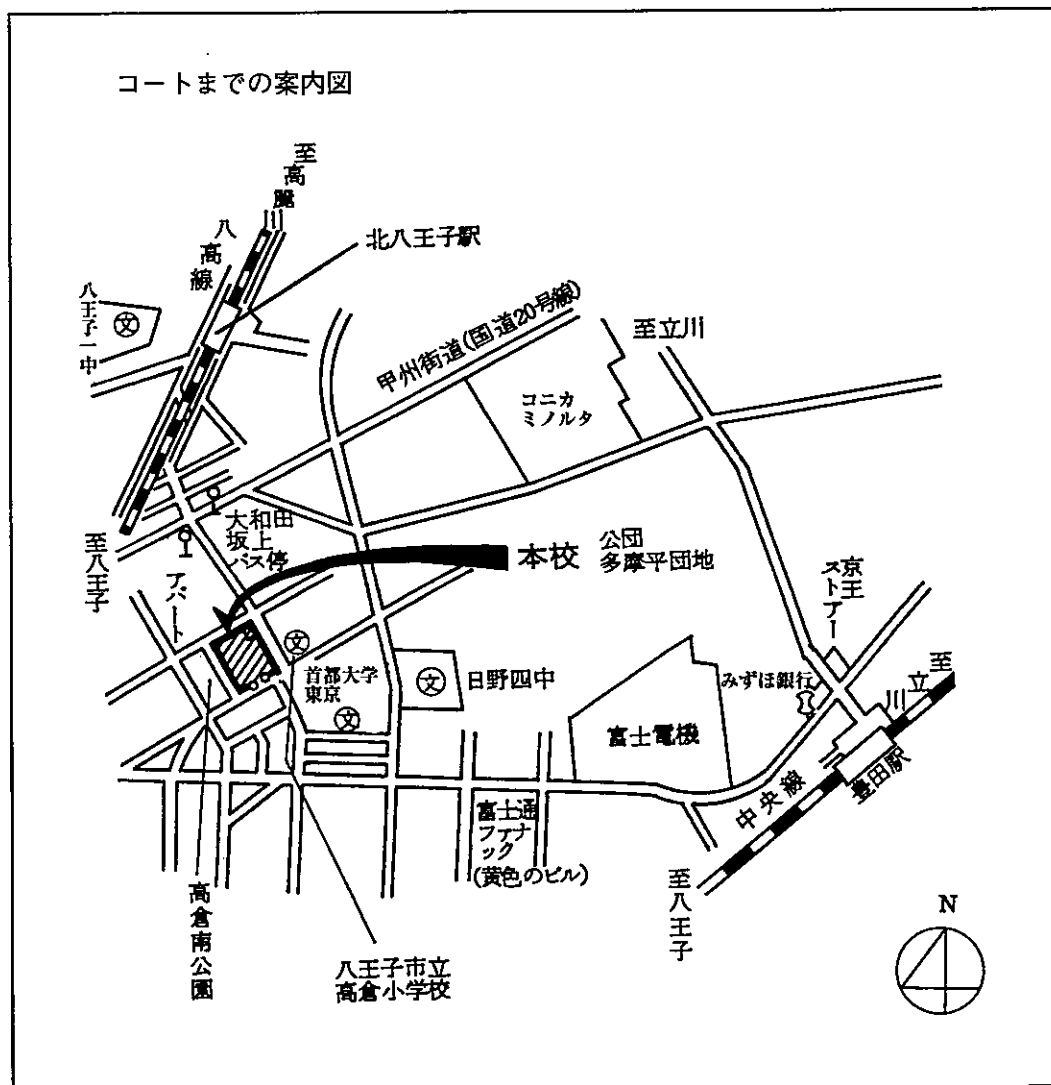 コートまでの案内図
至高麗川
八高線
北八王子駅
八王子一中
文
甲州街道(国道20号線)
至立川
コニカ
ミノルタ
大和田
坂上
バス停
至八王子
アパート
本校
公団
多摩平団地
京王
ストアー
文
首都大学
東京
文
文
日野四中
みずほ銀行
至立川
富士電機
豊田駅
中央線
富士通
ファナ
ック
(黄色のビル)
至八王子
高倉南公園
八王子市立
高倉小学校
N